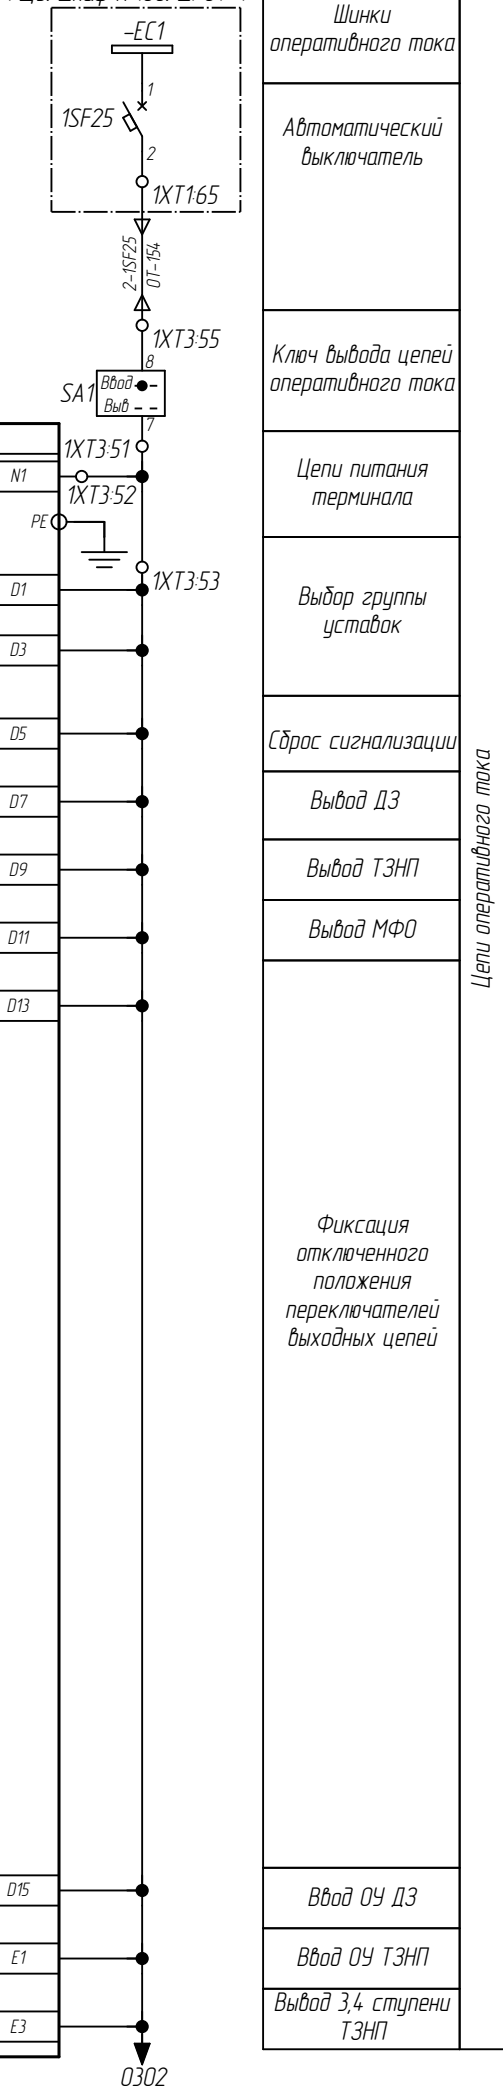 -EC1
1
1SF25
2
1XT1:65
2-1SF25
ОТ-154
1XT3:55
8
SA1
Ввод
Выв
7
1XT3:51
N1
1XT3:52
PE
1XT3:53
D1
D3
D5
D7
D9
D11
D13
D15
E1
E3
0302
Шинки
оперативного тока
Автоматический
выключатель
Ключ вывода цепей
оперативного тока
Цепи питания
терминала
Выбор группы
уставок
Сброс сигнализации
Вывод ДЗ
Вывод ТЗНП
Вывод МФО
Фиксация
отключенного
положения
переключателей
выходных цепей
Ввод ОУ ДЗ
Ввод ОУ ТЗНП
Вывод 3,4 ступени
ТЗНП
Цепи оперативного тока